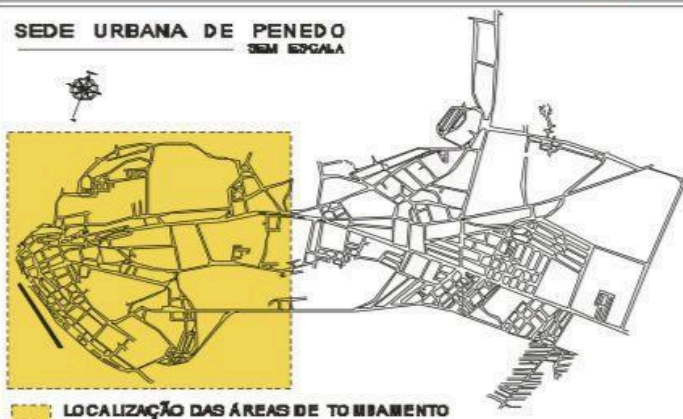 SEDE URBANA DE PENEDO
SEM ESCALA
LOCALIZAÇÃO DAS ÁREAS DE TOMBAMENTO